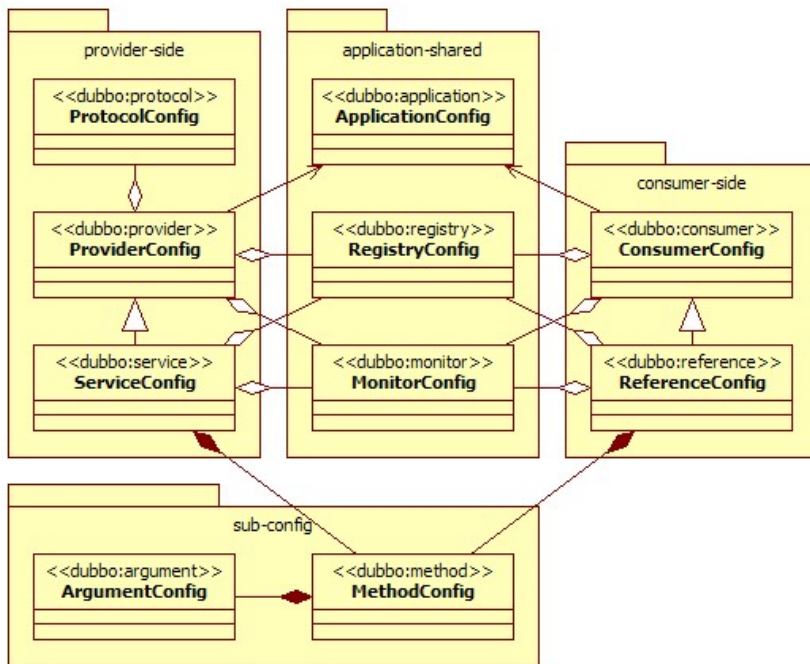 provider-side
<<dubbo:protocol>>
ProtocolConfig
<<dubbo:provider>>
ProviderConfig
<<dubbo:service>>
ServiceConfig
application-shared
<<dubbo:application>>
ApplicationConfig
<<dubbo:registry>>
RegistryConfig
<<dubbo:monitor>>
MonitorConfig
consumer-side
<<dubbo:consumer>>
ConsumerConfig
<<dubbo:reference>>
ReferenceConfig
sub-config
<<dubbo:argument>>
ArgumentConfig
<<dubbo:method>>
MethodConfig